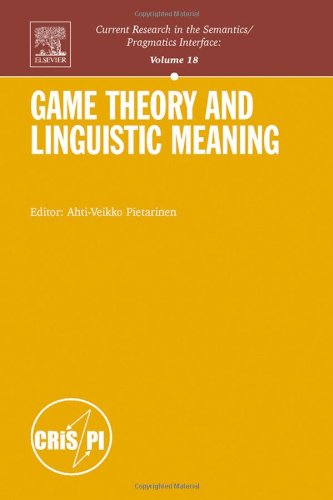 Current Research in the Semantics/
Pragmatics Interface:
ELSEVIER
Volume 18
GAME THEORY AND
LINGUISTIC MEANING
Editor: Ahti-Veikko Pietarinen
CRiS/PI